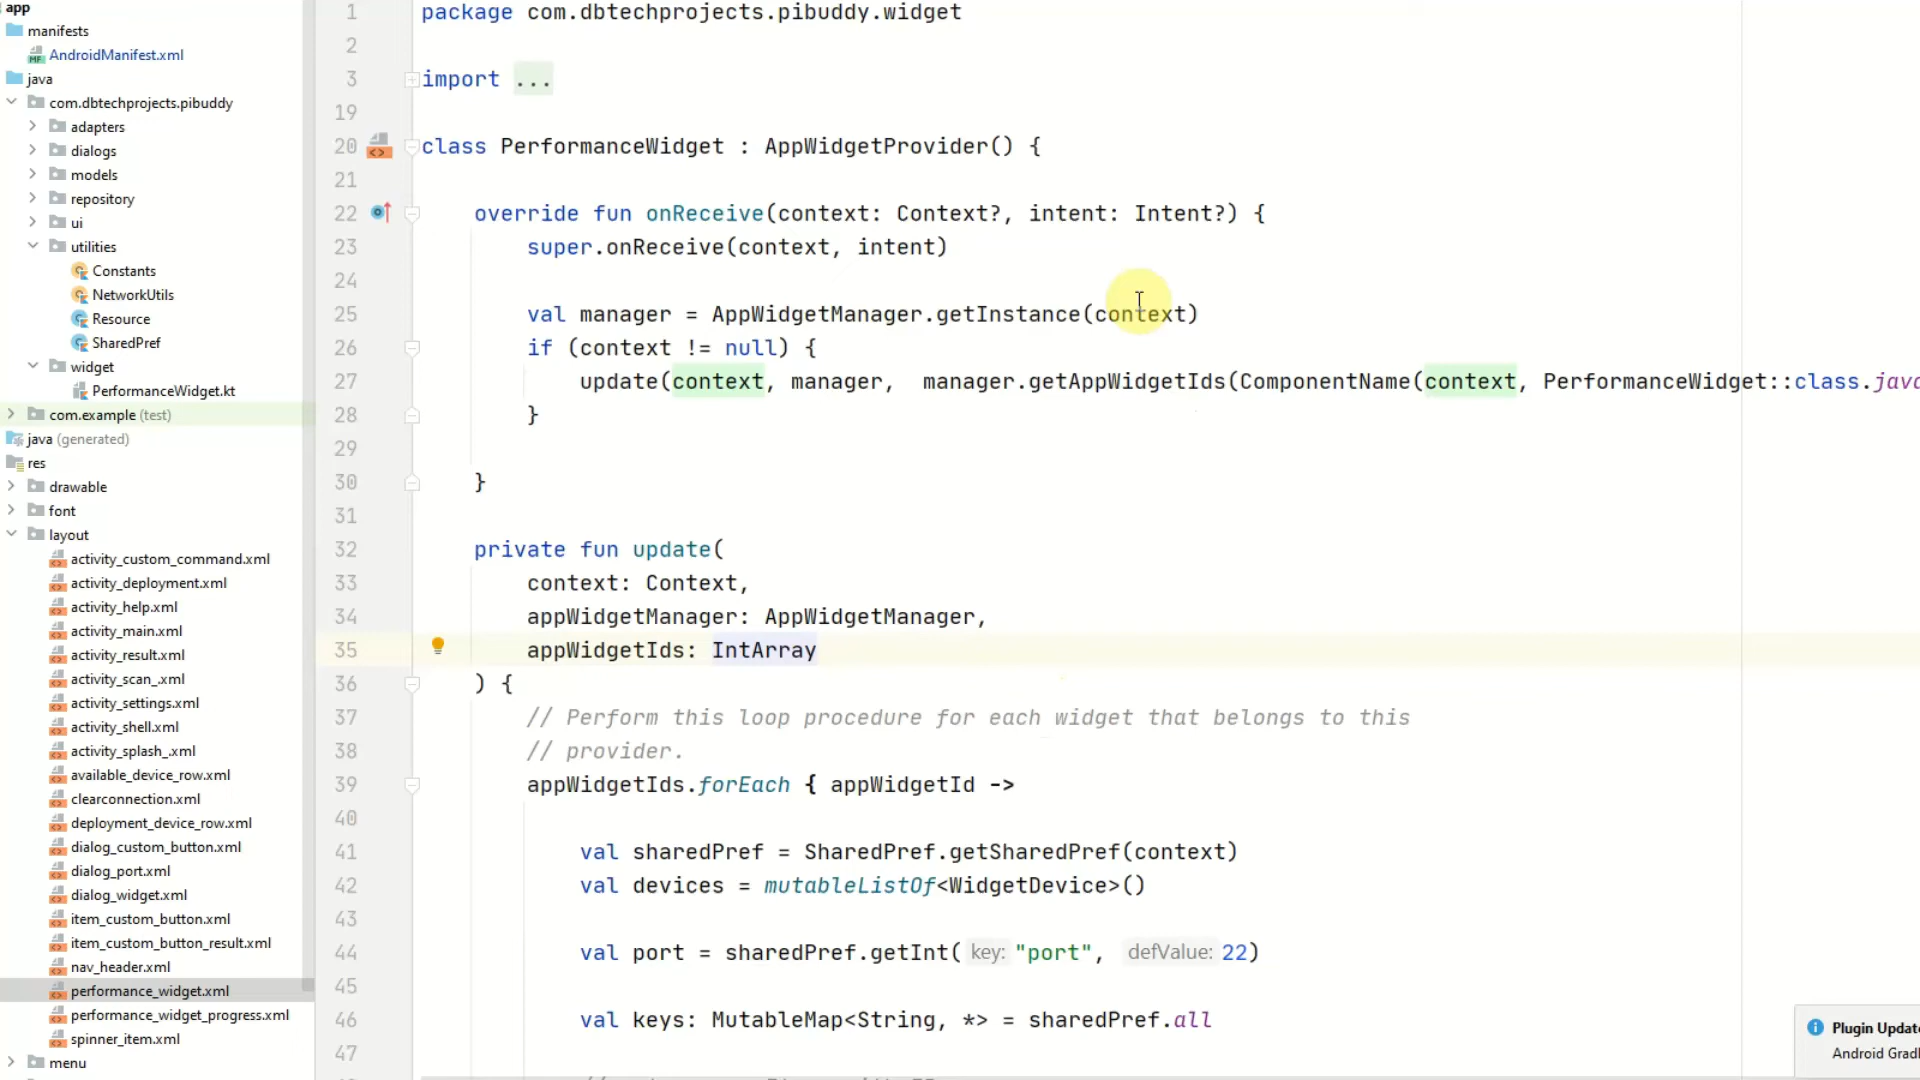 app
manifests
AndroidManifest.xml
java
com.dbtechprojects.pibuddy
adapters
dialogs
models
repository
ui
utilities
Constants
NetworkUtils
Resource
SharedPref
widget
PerformanceWidget.kt
com.example (test)
java (generated)
res
drawable
font
layout
activity_custom_command.xml
activity_deployment.xml
activity_help.xml
activity_main.xml
activity_result.xml
activity_scan_.xml
activity_settings.xml
activity_shell.xml
activity_splash_.xml
available_device_row.xml
clearconnection.xml
deployment_device_row.xml
dialog_custom_button.xml
dialog_port.xml
dialog_widget.xml
item_custom_button.xml
item_custom_button_result.xml
nav_header.xml
performance_widget.xml
performance_widget_progress.xml
spinner_item.xml
menu
1 package com.dbtechprojects.pibuddy.widget
2
3 import ...
19
20 class PerformanceWidget : AppWidgetProvider() {
21
22 override fun onReceive(context: Context?, intent: Intent?) {
23 super.onReceive(context, intent)
24
25 val manager = AppWidgetManager.getInstance(context)
26 if (context != null) {
27 update(context, manager, manager.getAppWidgetIds(ComponentName(context, PerformanceWidget::class.java
28 }
29
30 }
31
32 private fun update(
33 context: Context,
34 appWidgetManager: AppWidgetManager,
35 appWidgetIds: IntArray
36 ) {
37 // Perform this loop procedure for each widget that belongs to this
38 // provider.
39 appWidgetIds.forEach { appWidgetId ->
40
41 val sharedPref = SharedPref.getSharedPref(context)
42 val devices = mutableListOf<WidgetDevice>()
43
44 val port = sharedPref.getInt( key: "port", defValue: 22)
45
46 val keys: MutableMap<String, *> = sharedPref.all
47
Plugin Update
Android Gradl